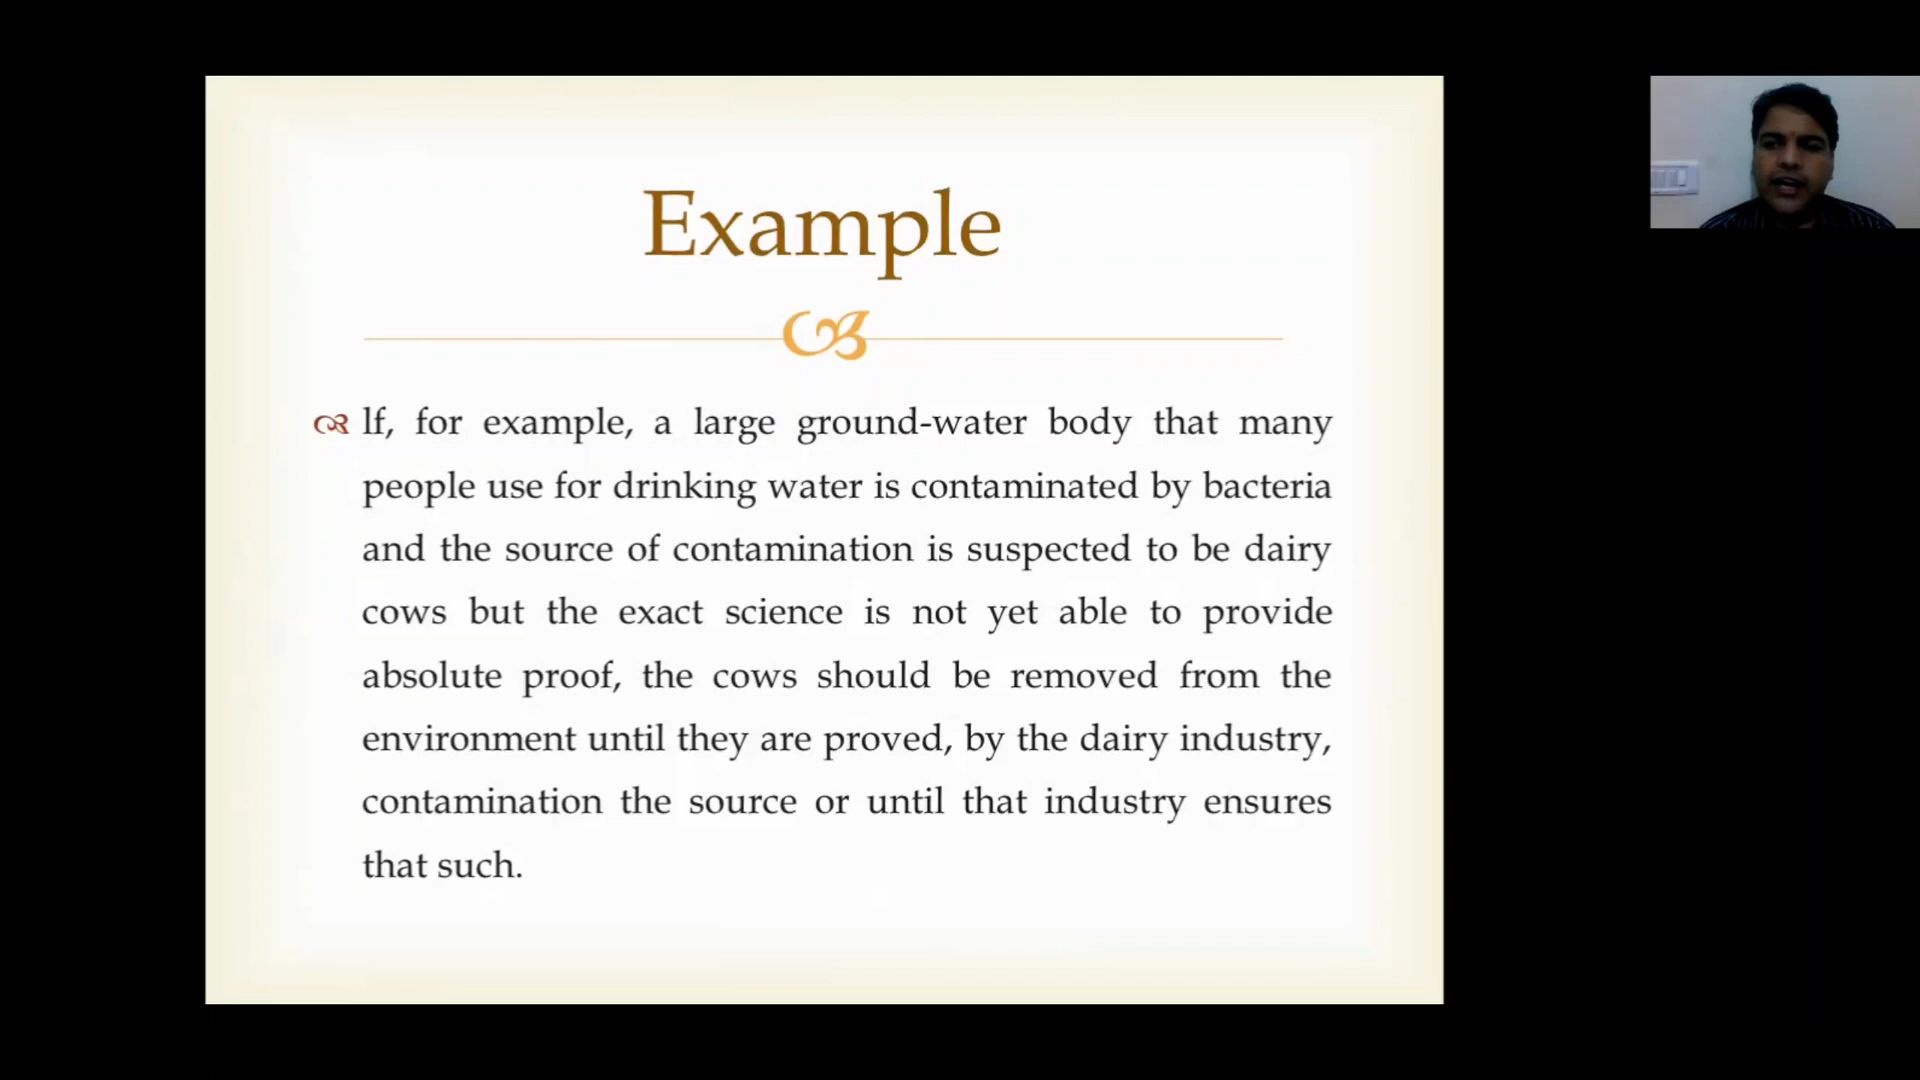 Example
If, for example, a large ground-water body that many
people use for drinking water is contaminated by bacteria
and the source of contamination is suspected to be dairy
cows but the exact science is not yet able to provide
absolute proof, the cows should be removed from the
environment until they are proved, by the dairy industry,
contamination the source or until that industry ensures
that such.